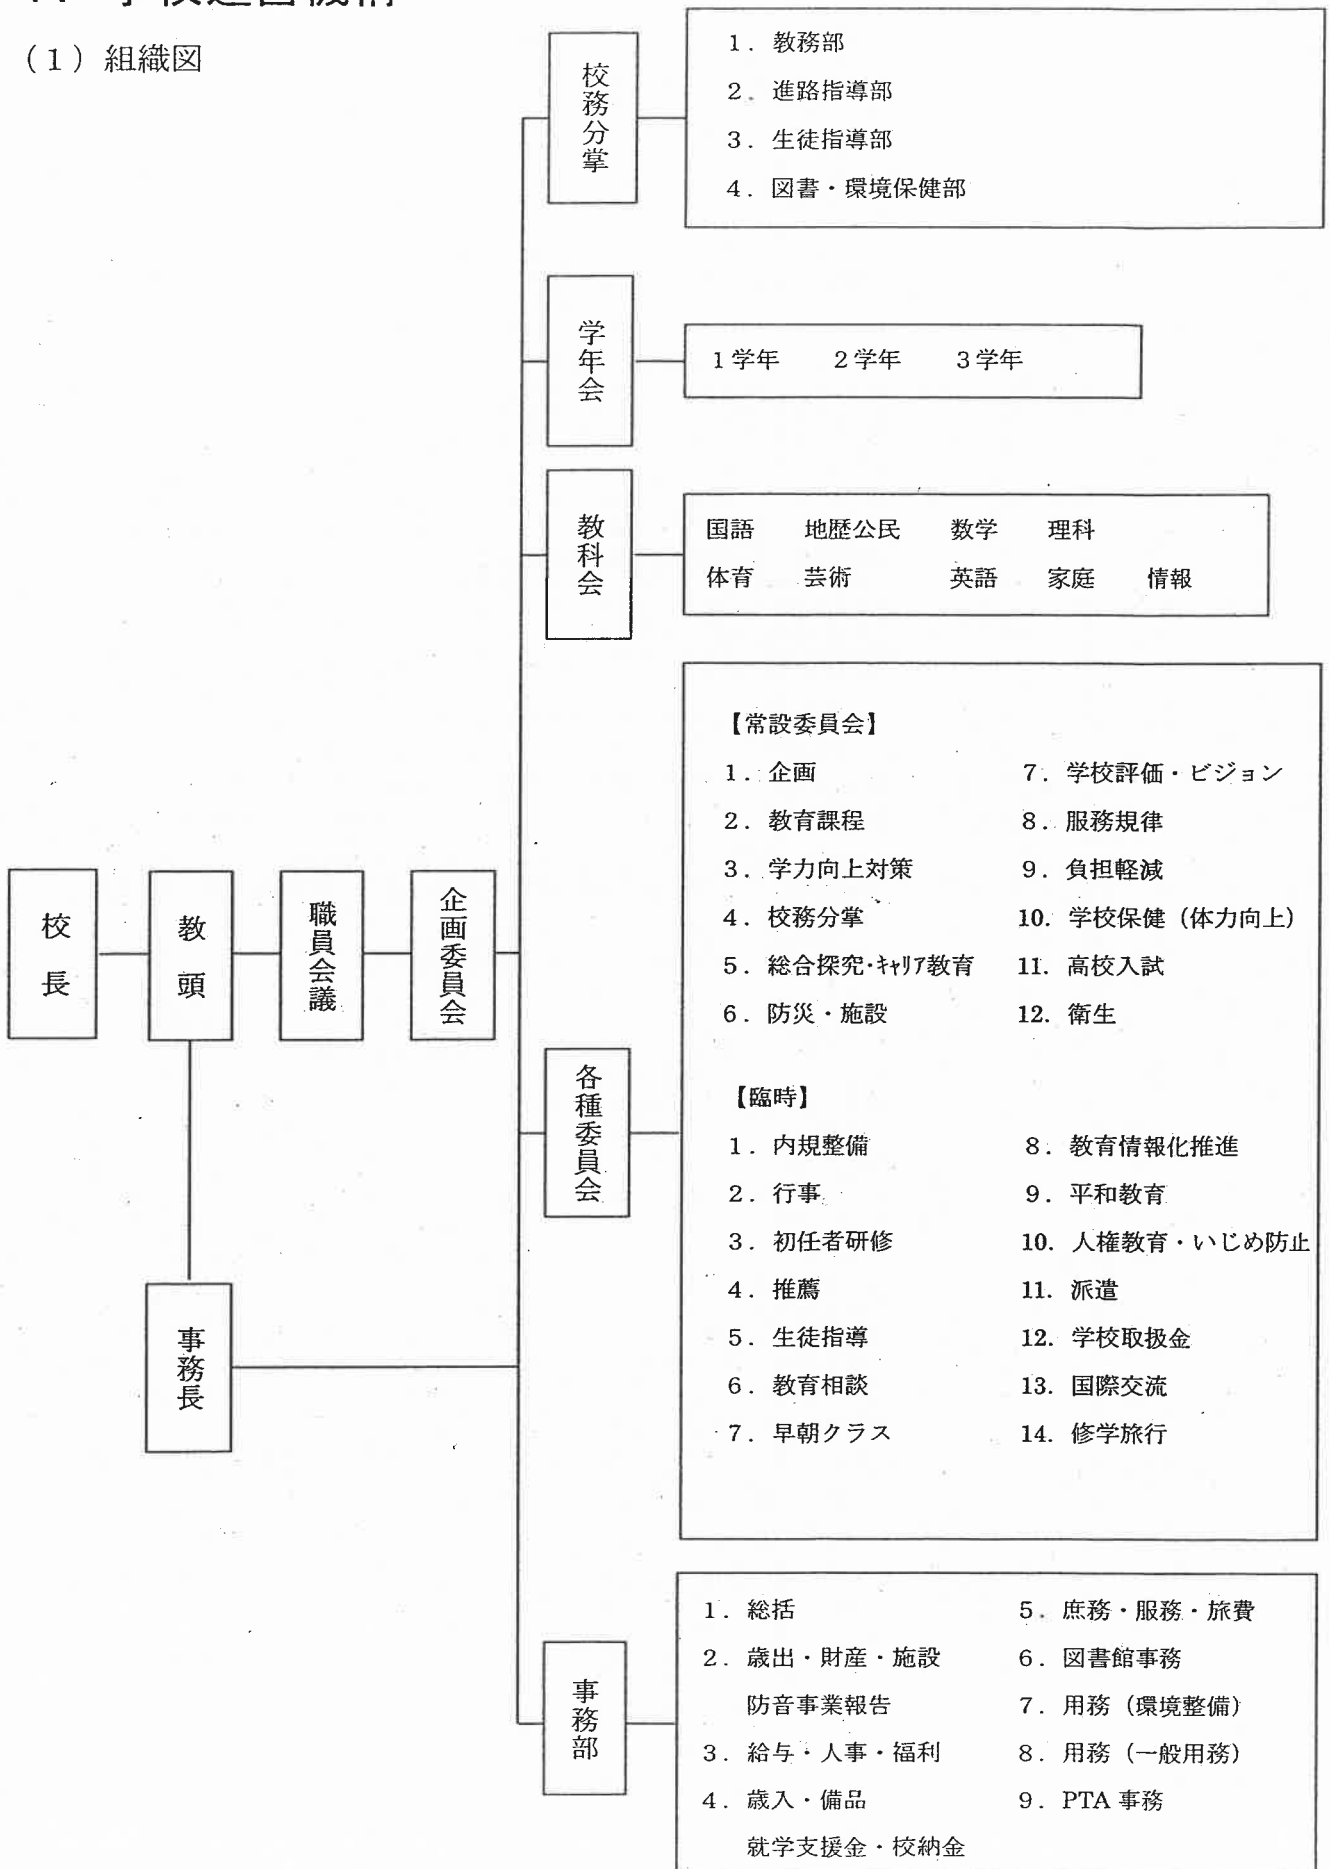 (1) 組織図
校務分掌
1. 教務部
2. 進路指導部
3. 生徒指導部
4. 図書・環境保健部
学年会
1学年 2学年 3学年
教科会
国語 地歴公民 数学 理科
体育 芸術 英語 家庭 情報
校長
教頭
職員会議
企画委員会
事務長
各種委員会
【常設委員会】
1. 企画
2. 教育課程
3. 学力向上対策
4. 校務分掌
5. 総合探究・ｷｬﾘｱ教育
6. 防災・施設
7. 学校評価・ビジョン
8. 服務規律
9. 負担軽減
10. 学校保健（体力向上）
11. 高校入試
12. 衛生
【臨時】
1. 内規整備
2. 行事
3. 初任者研修
4. 推薦
5. 生徒指導
6. 教育相談
7. 早朝クラス
8. 教育情報化推進
9. 平和教育
10. 人権教育・いじめ防止
11. 派遣
12. 学校取扱金
13. 国際交流
14. 修学旅行
事務部
1. 総括
2. 歳出・財産・施設
防音事業報告
3. 給与・人事・福利
4. 歳入・備品
就学支援金・校納金
5. 庶務・服務・旅費
6. 図書館事務
7. 用務（環境整備）
8. 用務（一般用務）
9. PTA 事務